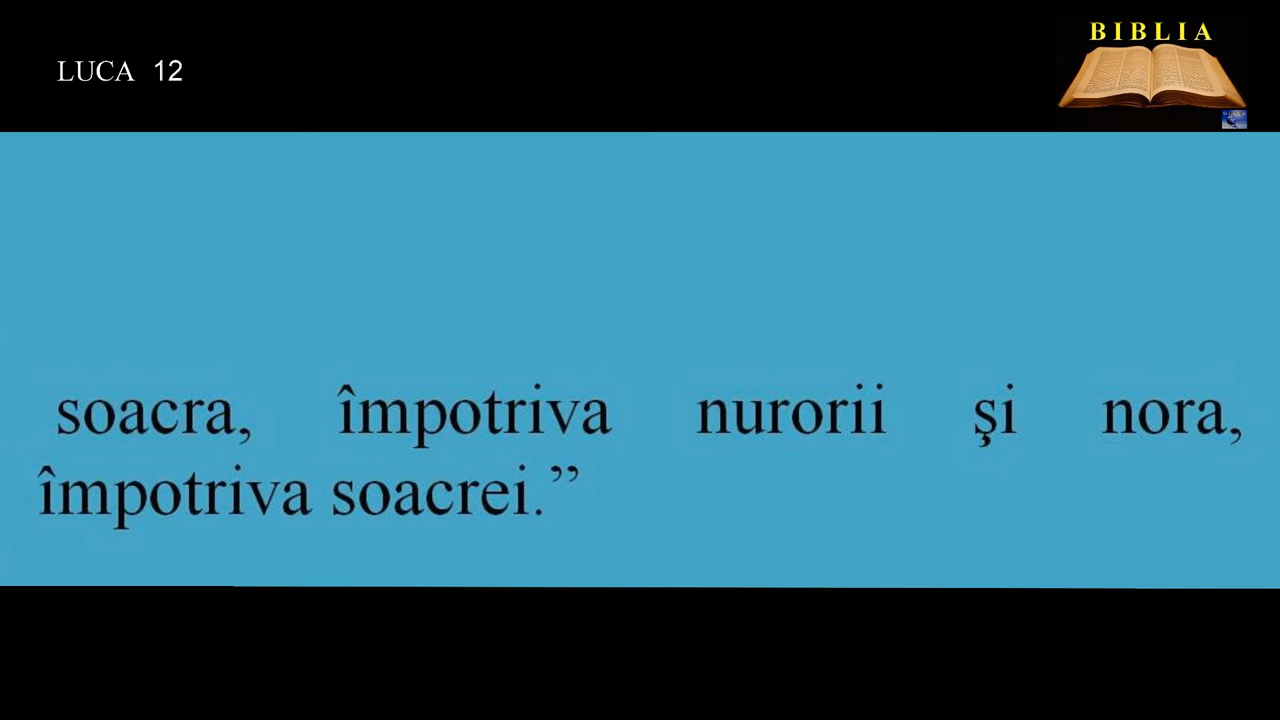 BIBLIA
LUCA 12
soacra, împotriva nurorii şi nora,
împotriva soacrei.”